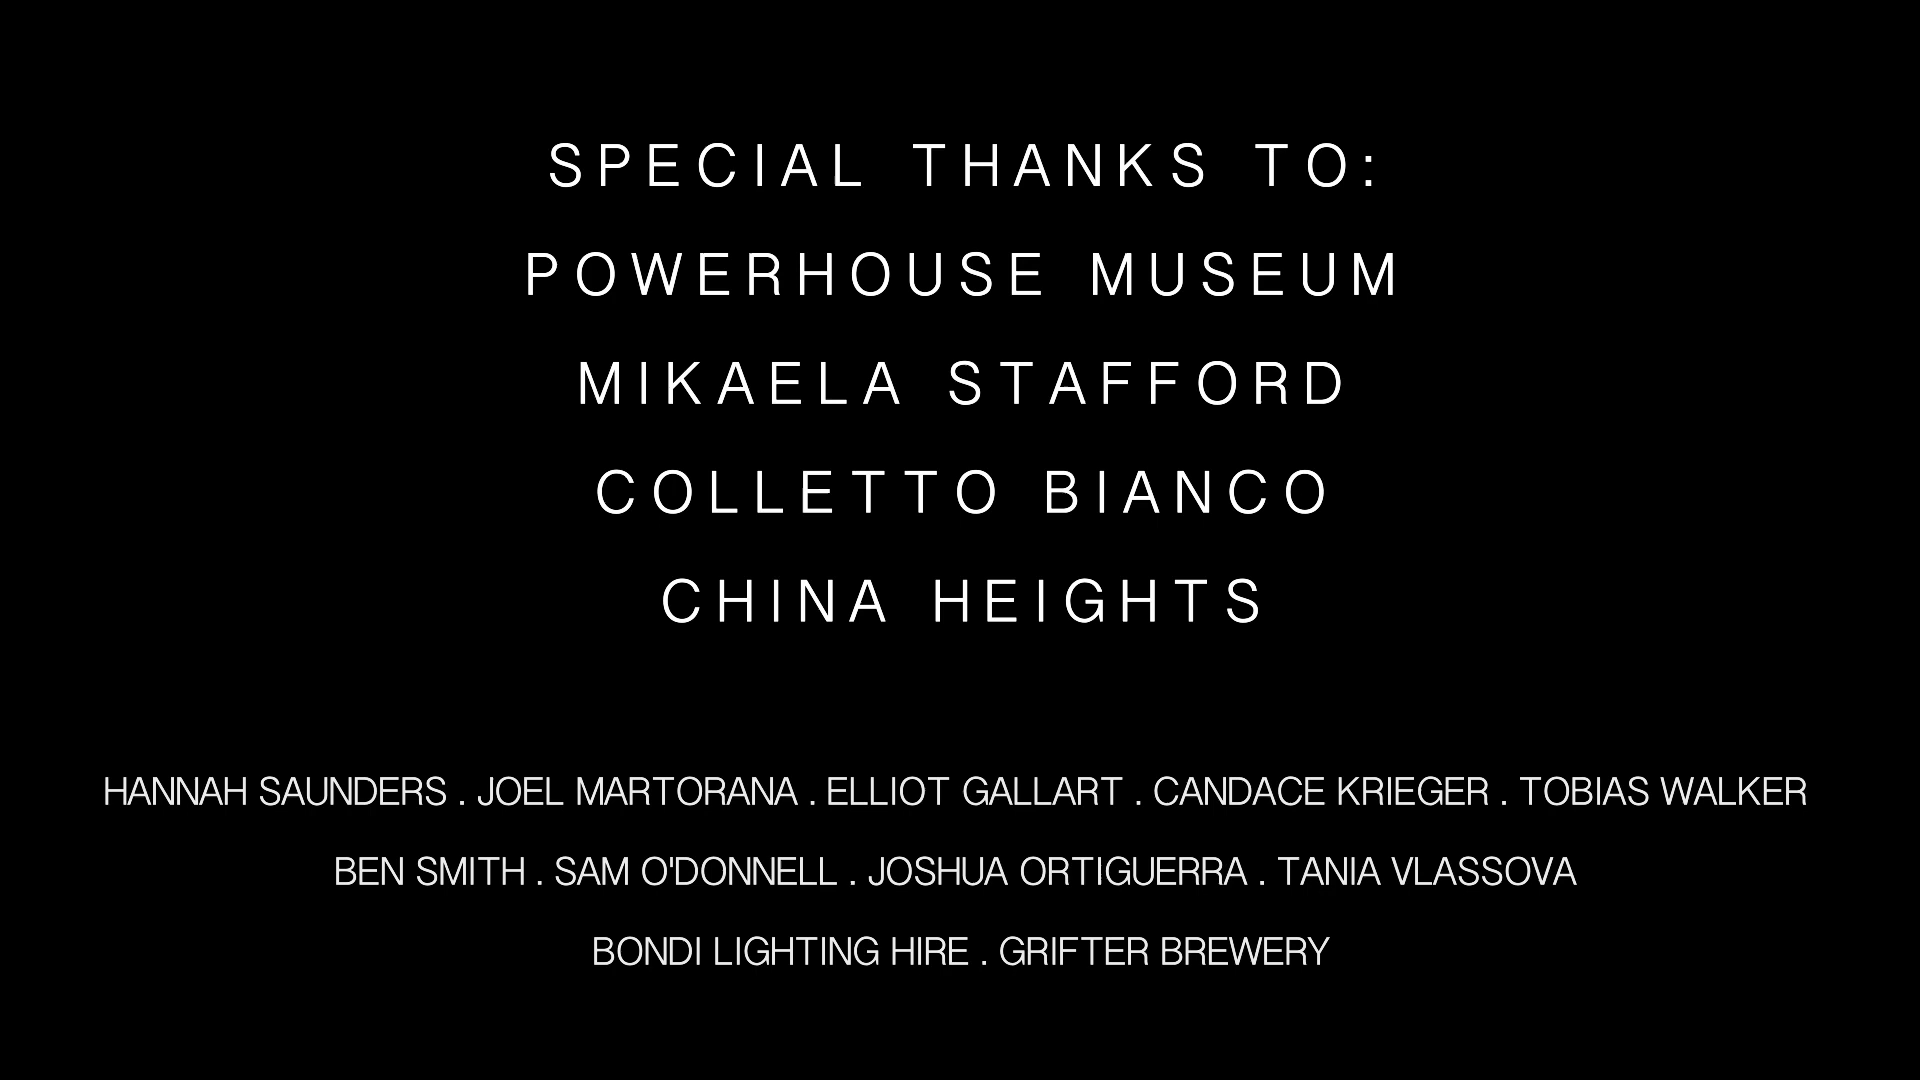 SPECIAL THANKS TO:
POWERHOUSE MUSEUM
MIKAELA STAFFORD
COLLETTO BIANCO
CHINA HEIGHTS
HANNAH SAUNDERS . JOEL MARTORANA . ELLIOT GALLART . CANDACE KRIEGER . TOBIAS WALKER
BEN SMITH . SAM O'DONNELL . JOSHUA ORTIGUERRA . TANIA VLASSOVA
BONDI LIGHTING HIRE . GRIFTER BREWERY